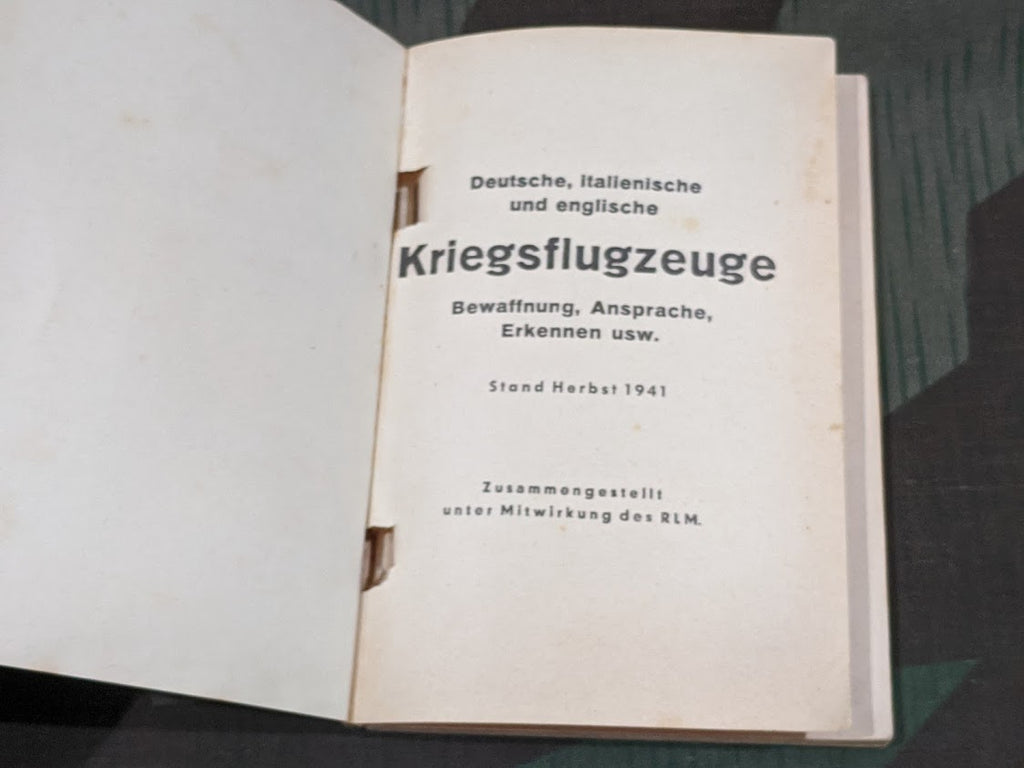 Deutsche, italienische
und englische
Kriegsflugzeuge
Bewaffnung, Ansprache,
Erkennen usw.
Stand Herbst 1941
Zusammengestellt
unter Mitwirkung des RLM.